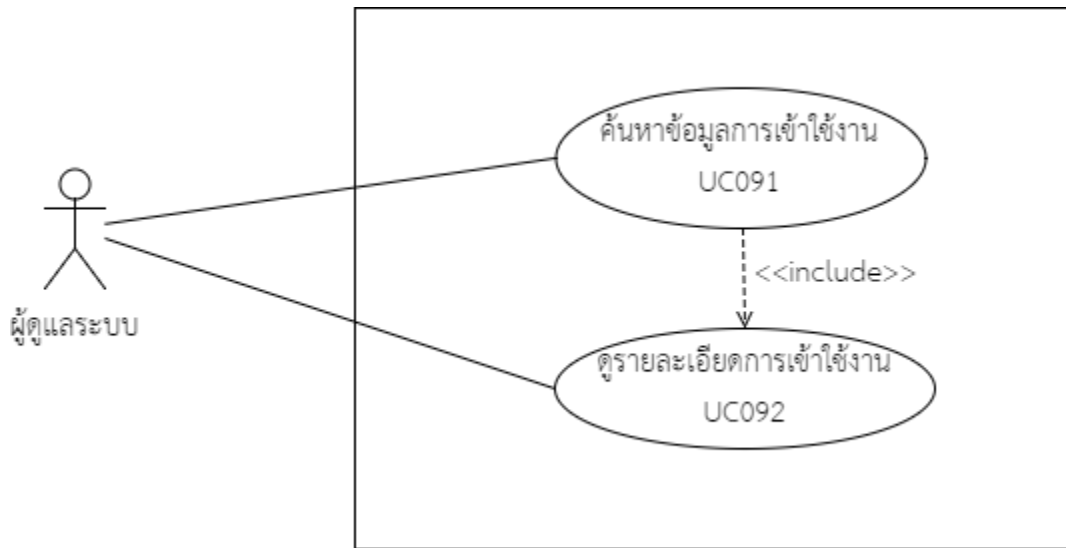 ค้นหาข้อมูลการเข้าใช้งาน
UC091
<<include>>
ผู้ดูแลระบบ
ดูรายละเอียดการเข้าใช้งาน
UC092